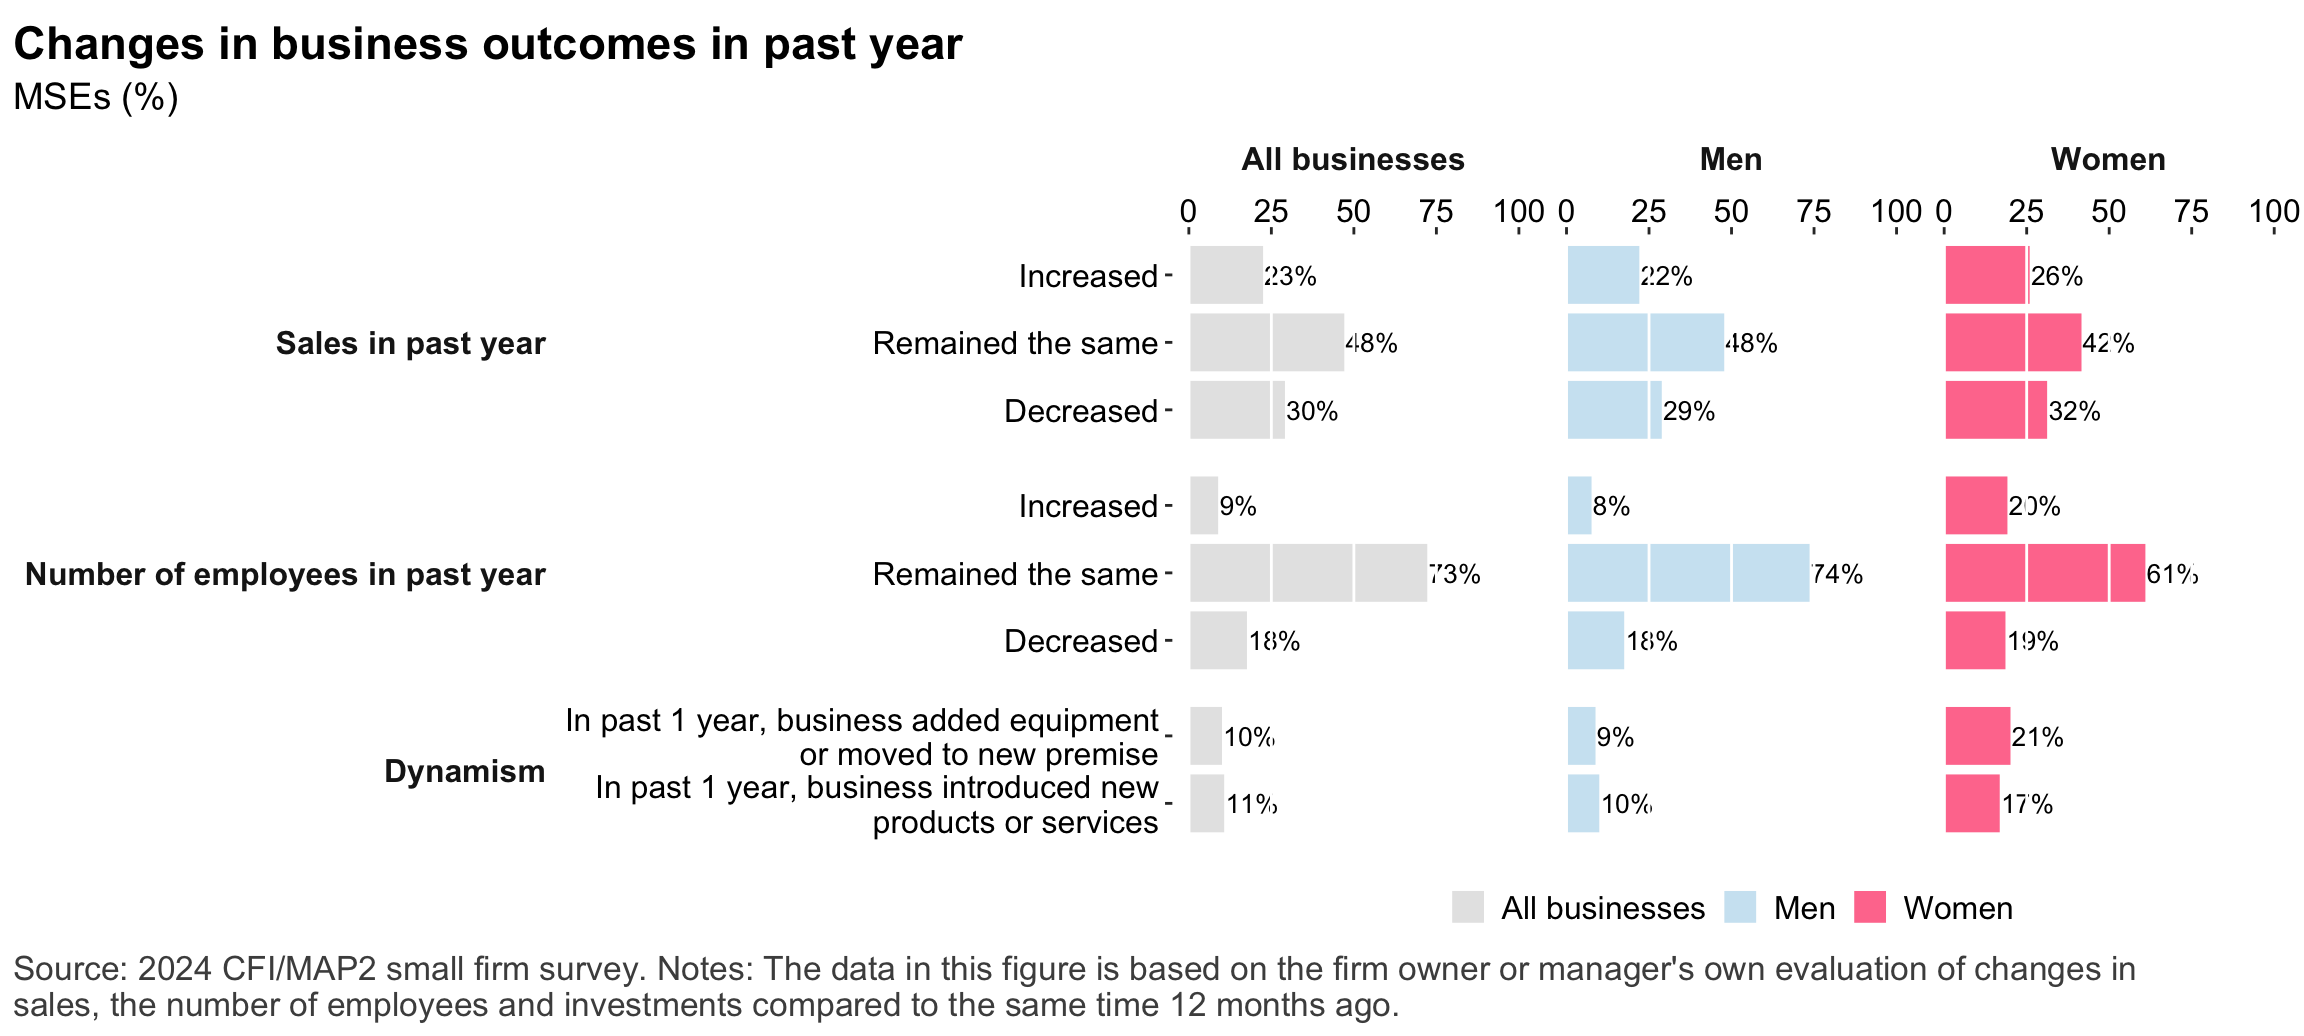 Changes in business outcomes in past year
MSEs (%)
All businesses Men Women
0 25 50 75 100 0 25 50 75 100 0 25 50 75 100
Increased 23% 22% 26%
Sales in past year Remained the same 48% 48% 42%
Decreased 30% 29% 32%
Increased 9% 8% 20%
Number of employees in past year Remained the same 73% 74% 61%
Decreased 18% 18% 19%
In past 1 year, business added equipment
or moved to new premise 10% 9% 21%
Dynamism
In past 1 year, business introduced new
products or services 11% 10% 17%
All businesses Men Women
Source: 2024 CFI/MAP2 small firm survey. Notes: The data in this figure is based on the firm owner or manager's own evaluation of changes in
sales, the number of employees and investments compared to the same time 12 months ago.